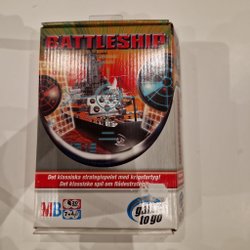 BATTLESHIP
Det klassiska strategispelet med krigsfartyg!
Det klassiske spil om flådestrategi
MB
games
to go